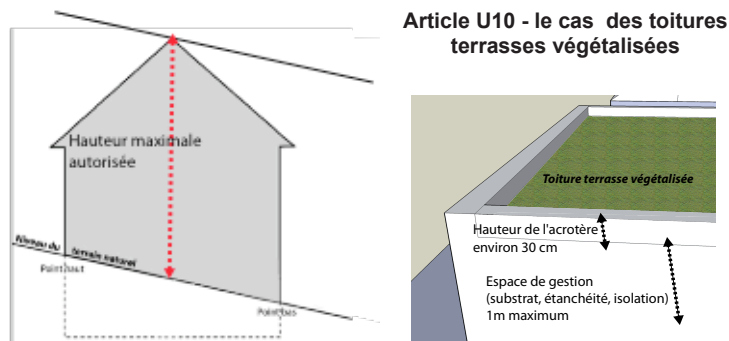 Article U10 - le cas des toitures
terrasses végétalisées
Hauteur maximale
autorisée
Niveau du terrain naturel
Point haut
Point bas
Toiture terrasse végétalisée
Hauteur de l'acrotère
environ 30 cm
Espace de gestion
(substrat, étanchéité, isolation)
1m maximum